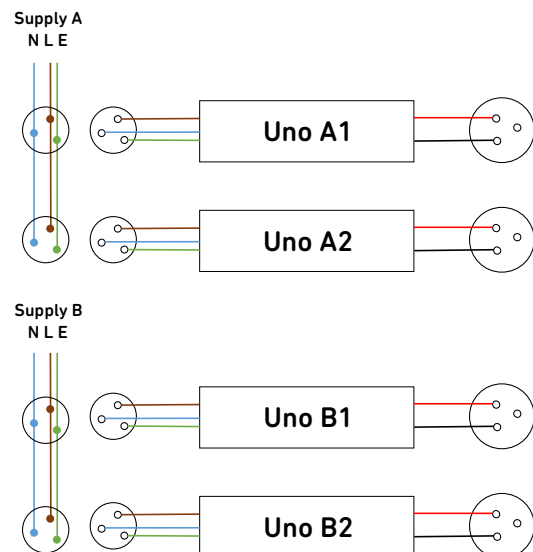 Supply A
N L E
Uno A1
Uno A2
Supply B
N L E
Uno B1
Uno B2